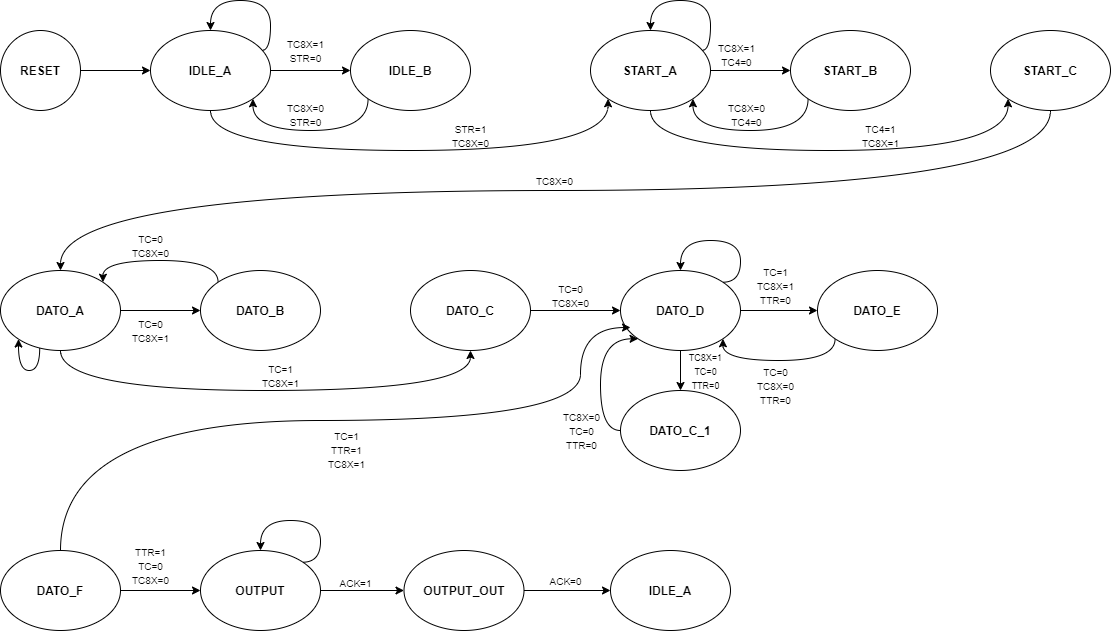 TC8X=1
STR=0
TC8X=1
TC4=0
RESET
IDLE_A
IDLE_B
START_A
START_B
START_C
TC8X=0
STR=0
TC8X=0
TC4=0
STR=1
TC8X=0
TC4=1
TC8X=1
TC8X=0
TC=0
TC8X=0
DATO_A
DATO_B
TC=0
TC8X=1
DATO_C
TC=0
TC8X=0
DATO_D
TC=1
TC8X=1
TTR=0
DATO_E
TC=1
TC8X=1
TC8X=1
TC=0
TTR=0
TC=0
TC8X=0
TTR=0
TC8X=0
TC=0
TTR=0
DATO_C_1
TC=1
TTR=1
TC8X=1
TTR=1
TC=0
TC8X=0
DATO_F
OUTPUT
ACK=1
OUTPUT_OUT
ACK=0
IDLE_A